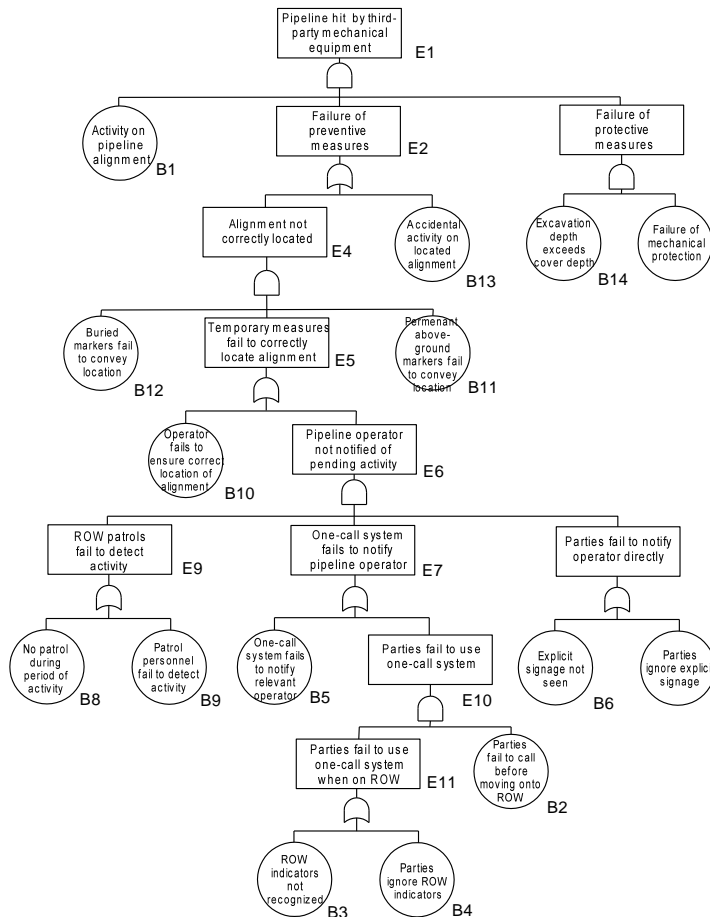 Pipeline hit by third-
party mechanical
equipment
E1
Activity on
pipeline
alignment
B1
Failure of
preventive
measures
E2
Failure of
protective
measures
Alignment not
correctly located
E4
Accidental
activity on
located
alignment
B13
Excavation
depth
exceeds
cover depth
B14
Failure of
mechanical
protection
Buried
markers fail
to convey
location
B12
Temporary measures
fail to correctly
locate alignment
E5
Permenant
above-
ground
markers fail
to convey
location
B11
Operator
fails to
ensure correct
location of
alignment
B10
Pipeline operator
not notified of
pending activity
E6
ROW patrols
fail to detect
activity
E9
One-call system
fails to notify
pipeline operator
E7
Parties fail to notify
operator directly
No patrol
during
period of
activity
B8
Patrol
personnel
fail to detect
activity
B9
One-call
system fails
to notify
relevant
operator
B5
Parties fail to use
one-call system
E10
Explicit
signage not
seen
B6
Parties
ignore explic
signage
Parties fail to use
one-call system
when on ROW
E11
Parties
fail to call
before
moving onto
ROW
B2
ROW
indicators
not
recognized
B3
Parties
ignore ROW
indicators
B4